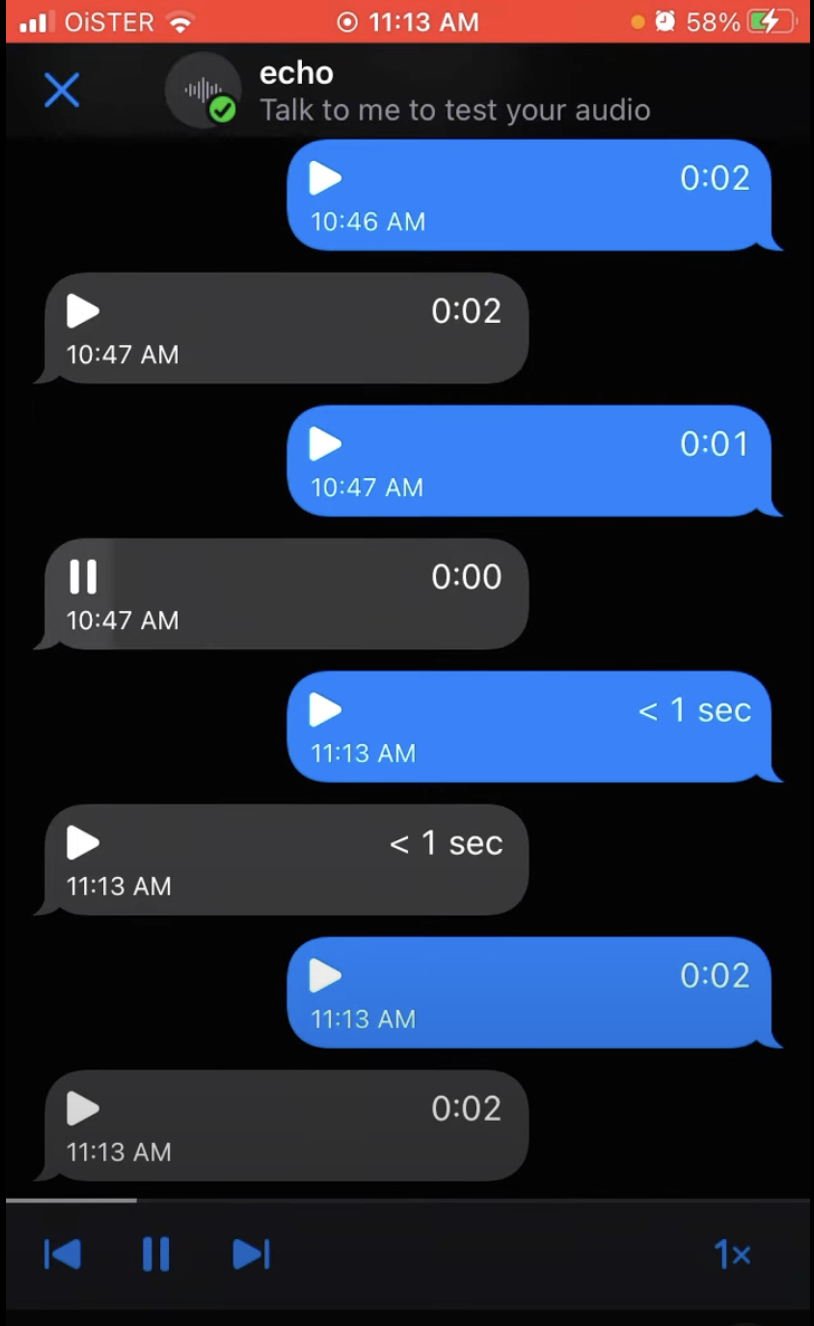 OiSTER 11:13 AM 58%
echo
Talk to me to test your audio
0:02
10:46 AM
0:02
10:47 AM
0:01
10:47 AM
0:00
10:47 AM
< 1 sec
11:13 AM
< 1 sec
11:13 AM
0:02
11:13 AM
0:02
11:13 AM
1×